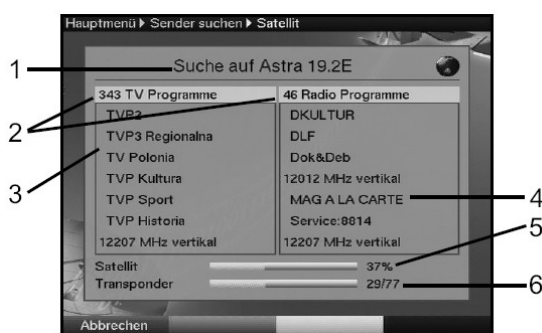 Hauptmenü ▶ Sender suchen ▶ Satellit
1
Suche auf Astra 19.2E
2
343 TV Programme
TVP2
TVP3 Regionalna
TV Polonia
TVP Kultura
TVP Sport
TVP Historia
12207 MHz vertikal
3
46 Radio Programme
DKULTUR
DLF
Dok&Deb
12012 MHz vertikal
MAG A LA CARTE
Service:8814
12207 MHz vertikal
4
Satellit 37%
5
Transponder 29/77
6
Abbrechen